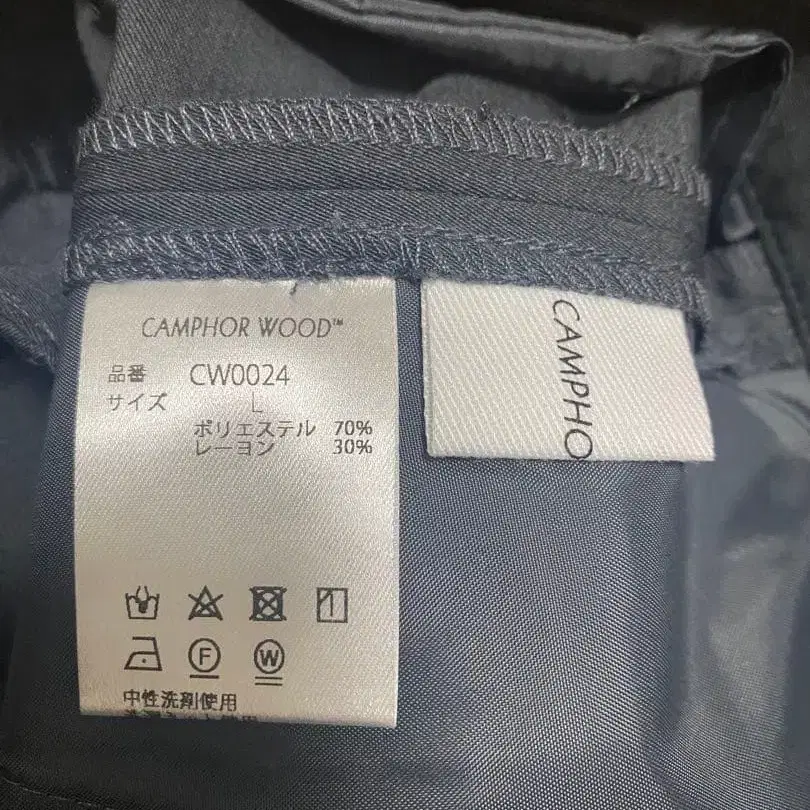 CAMPHOR WOOD™
品番 CW0024
サイズ L
ポリエステル 70%
レーヨン 30%
F
W
中性洗剤使用
CAMPHO